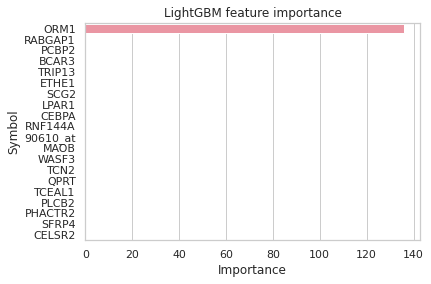 LightGBM feature importance
ORM1
RABGAP1
PCBP2
BCAR3
TRIP13
ETHE1
SCG2
LPAR1
CEBPA
RNF144A
90610_at
MAOB
WASF3
TCN2
QPRT
TCEAL1
PLCB2
PHACTR2
SFRP4
CELSR2
Symbol
0 20 40 60 80 100 120 140
Importance